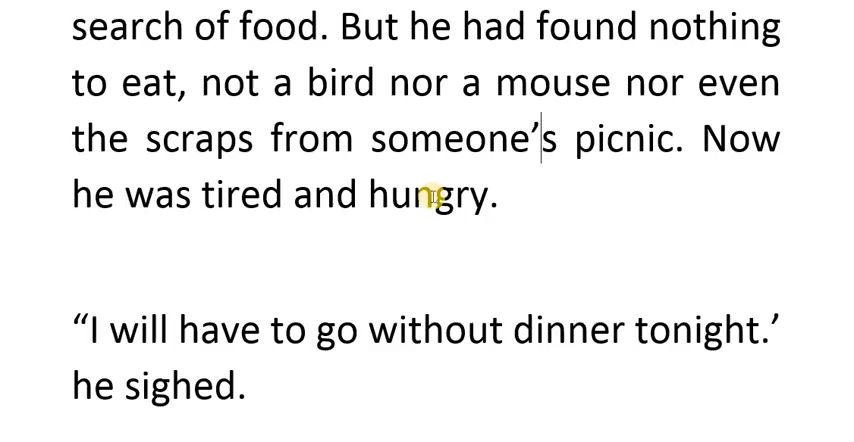 search of food. But he had found nothing
to eat, not a bird nor a mouse nor even
the scraps from someone’s picnic. Now
he was tired and hungry.
“I will have to go without dinner tonight.’
he sighed.